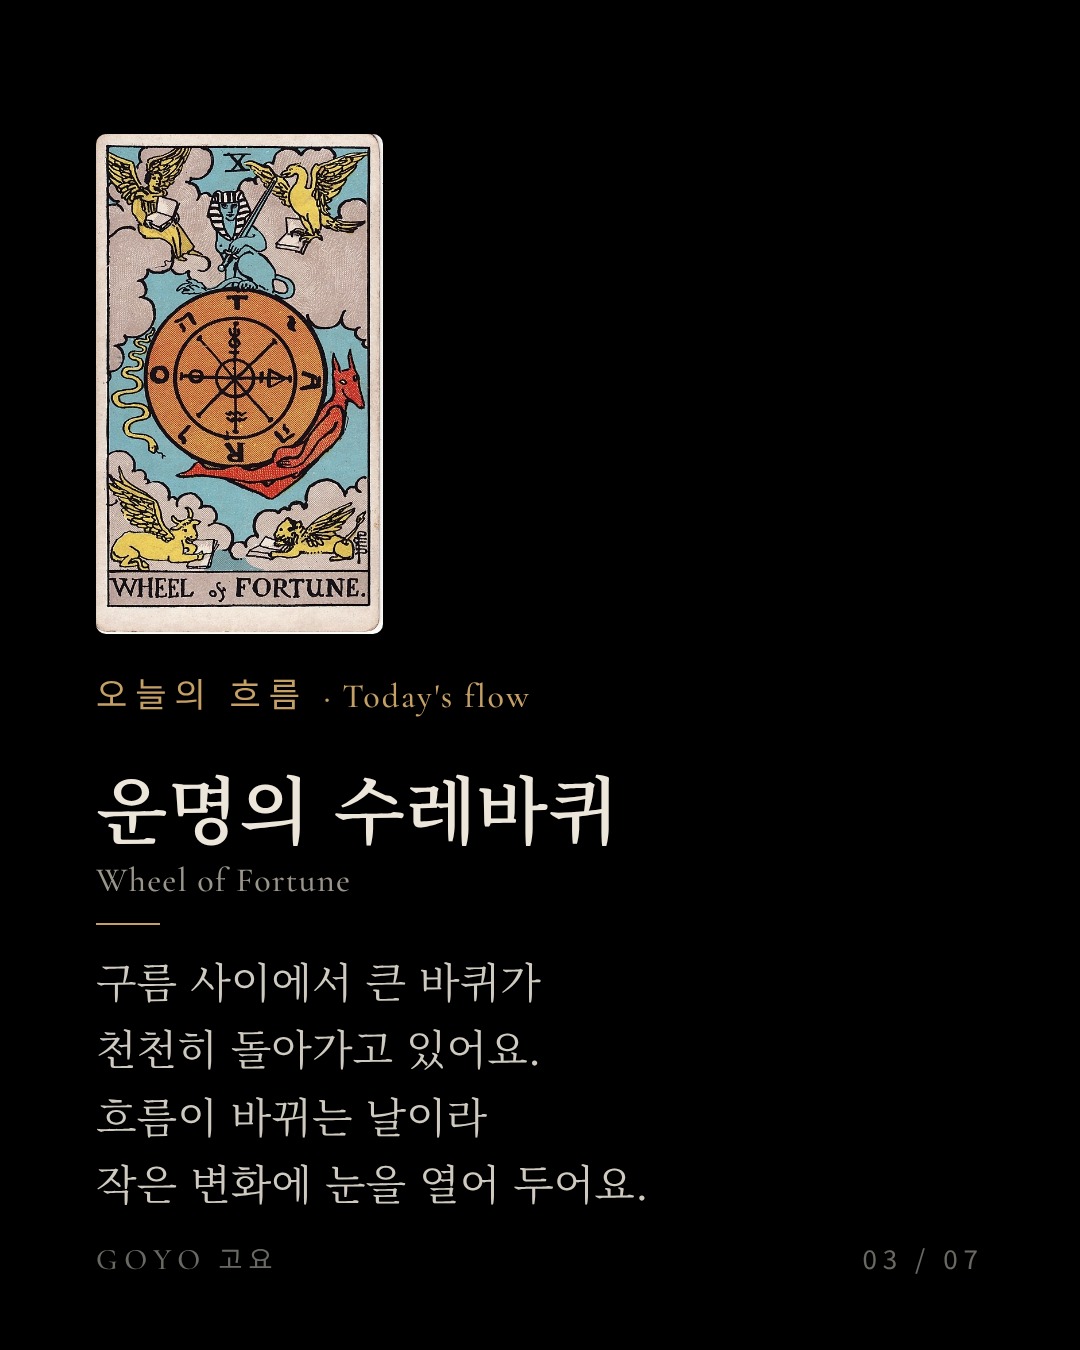 X
T
A
R
O
WHEEL of FORTUNE.
오늘의 흐름 · Today's flow
운명의 수레바퀴
Wheel of Fortune
구름 사이에서 큰 바퀴가
천천히 돌아가고 있어요.
흐름이 바뀌는 날이라
작은 변화에 눈을 열어 두어요.
GOYO 고요
03 / 07